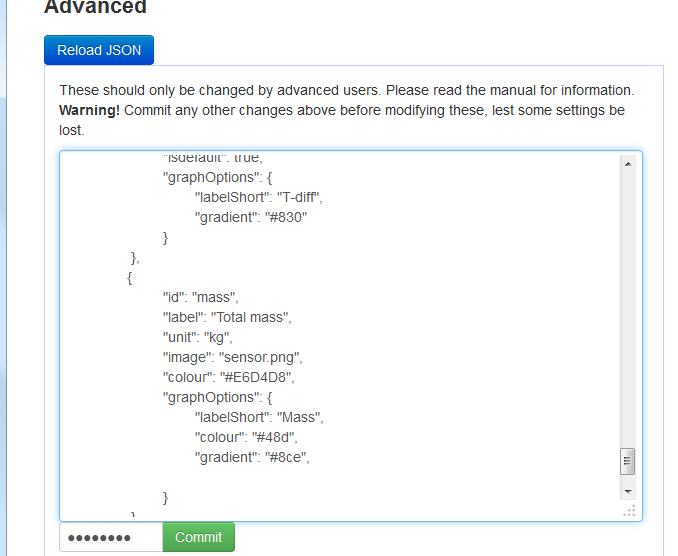 Advanced
Reload JSON
These should only be changed by advanced users. Please read the manual for information.
Warning! Commit any other changes above before modifying these, lest some settings be
lost.
"isdefault": true,
"graphOptions": {
"labelShort": "T-diff",
"gradient": "#830"
}
},
{
"id": "mass",
"label": "Total mass",
"unit": "kg",
"image": "sensor.png",
"colour": "#E6D4D8",
"graphOptions": {
"labelShort": "Mass",
"colour": "#48d",
"gradient": "#8ce",
}
}
●●●●●●●●
Commit